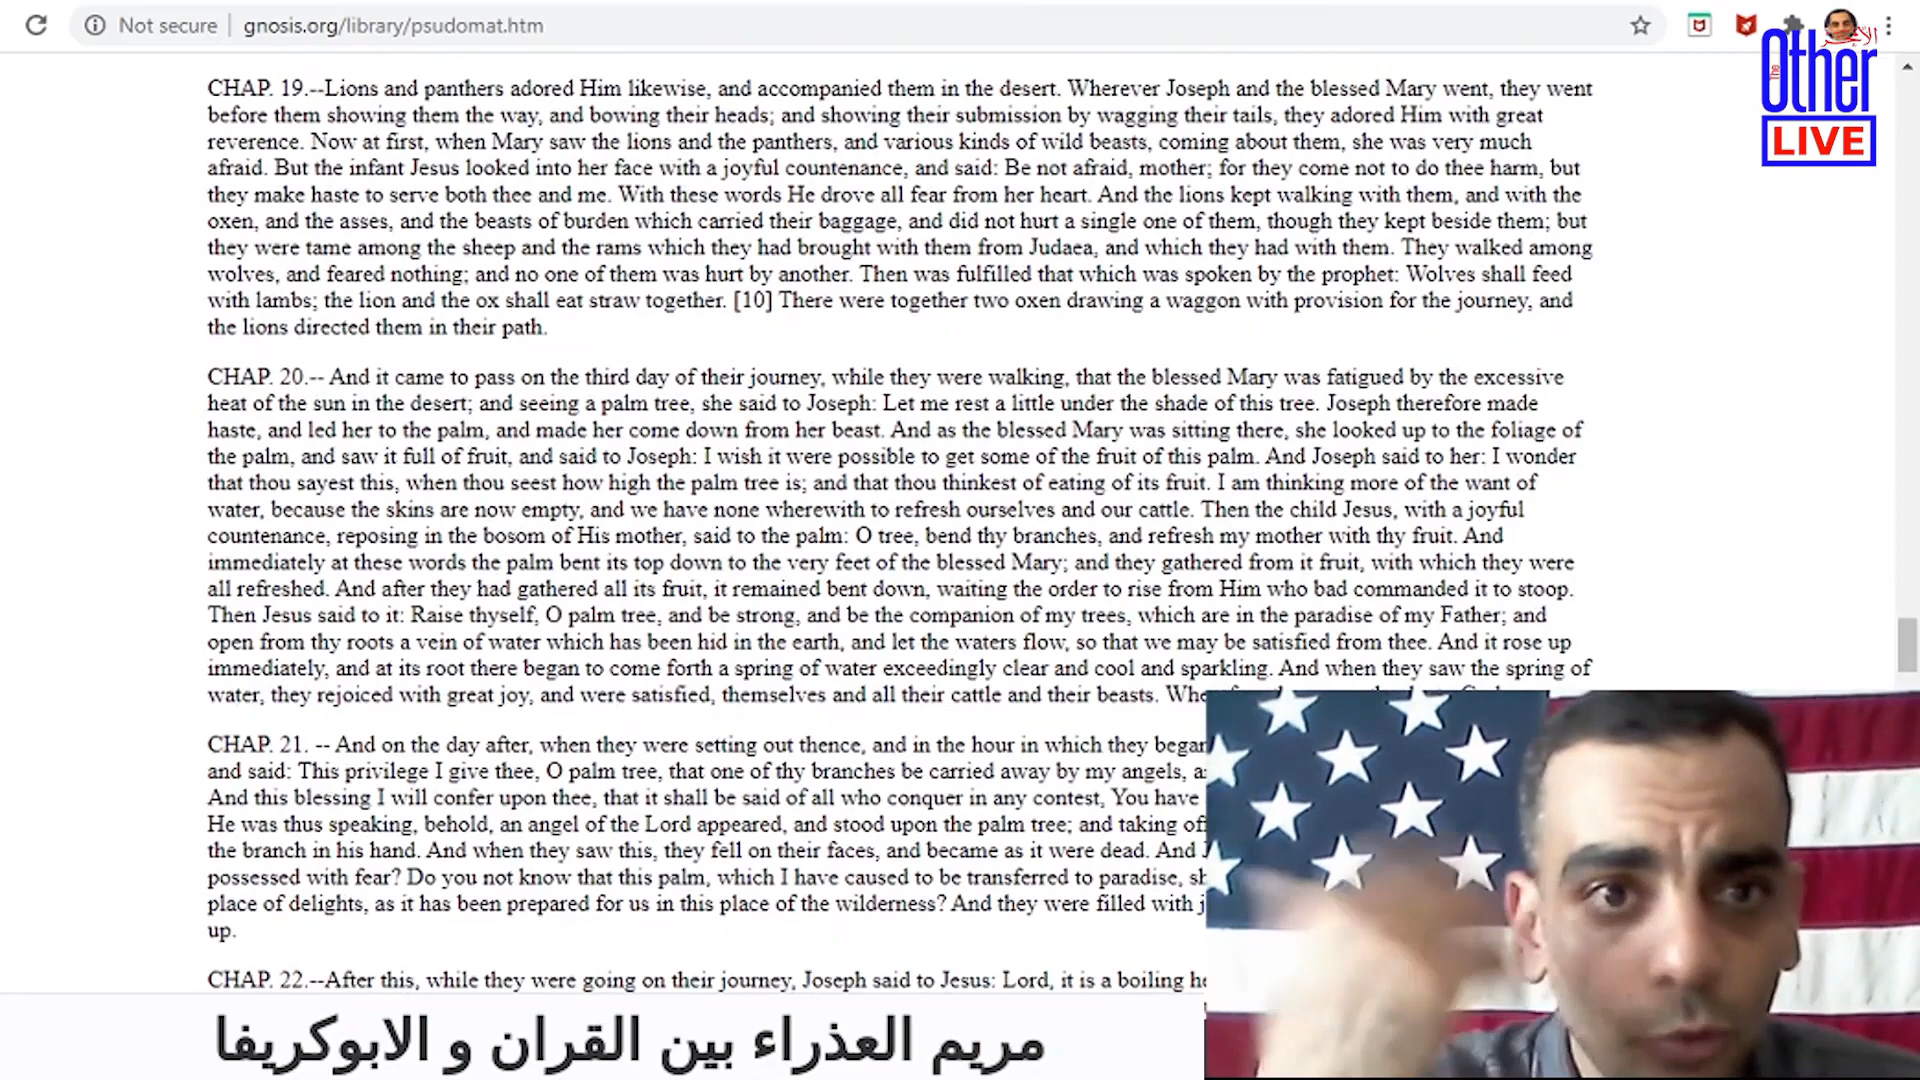 Not secure
gnosis.org/library/psudomat.htm
الآخر
The
Other
LIVE
CHAP. 19.--Lions and panthers adored Him likewise, and accompanied them in the desert. Wherever Joseph and the blessed Mary went, they went
before them showing them the way, and bowing their heads; and showing their submission by wagging their tails, they adored Him with great
reverence. Now at first, when Mary saw the lions and the panthers, and various kinds of wild beasts, coming about them, she was very much
afraid. But the infant Jesus looked into her face with a joyful countenance, and said: Be not afraid, mother; for they come not to do thee harm, but
they make haste to serve both thee and me. With these words He drove all fear from her heart. And the lions kept walking with them, and with the
oxen, and the asses, and the beasts of burden which carried their baggage, and did not hurt a single one of them, though they kept beside them; but
they were tame among the sheep and the rams which they had brought with them from Judaea, and which they had with them. They walked among
wolves, and feared nothing; and no one of them was hurt by another. Then was fulfilled that which was spoken by the prophet: Wolves shall feed
with lambs; the lion and the ox shall eat straw together. [10] There were together two oxen drawing a waggon with provision for the journey, and
the lions directed them in their path.
CHAP. 20.-- And it came to pass on the third day of their journey, while they were walking, that the blessed Mary was fatigued by the excessive
heat of the sun in the desert; and seeing a palm tree, she said to Joseph: Let me rest a little under the shade of this tree. Joseph therefore made
haste, and led her to the palm, and made her come down from her beast. And as the blessed Mary was sitting there, she looked up to the foliage of
the palm, and saw it full of fruit, and said to Joseph: I wish it were possible to get some of the fruit of this palm. And Joseph said to her: I wonder
that thou sayest this, when thou seest how high the palm tree is; and that thou thinkest of eating of its fruit. I am thinking more of the want of
water, because the skins are now empty, and we have none wherewith to refresh ourselves and our cattle. Then the child Jesus, with a joyful
countenance, reposing in the bosom of His mother, said to the palm: O tree, bend thy branches, and refresh my mother with thy fruit. And
immediately at these words the palm bent its top down to the very feet of the blessed Mary; and they gathered from it fruit, with which they were
all refreshed. And after they had gathered all its fruit, it remained bent down, waiting the order to rise from Him who bad commanded it to stoop.
Then Jesus said to it: Raise thyself, O palm tree, and be strong, and be the companion of my trees, which are in the paradise of my Father; and
open from thy roots a vein of water which has been hid in the earth, and let the waters flow, so that we may be satisfied from thee. And it rose up
immediately, and at its root there began to come forth a spring of water exceedingly clear and cool and sparkling. And when they saw the spring of
water, they rejoiced with great joy, and were satisfied, themselves and all their cattle and their beasts.
CHAP. 21. -- And on the day after, when they were setting out thence, and in the hour in which they began
and said: This privilege I give thee, O palm tree, that one of thy branches be carried away by my angels,
And this blessing I will confer upon thee, that it shall be said of all who conquer in any contest, You have
He was thus speaking, behold, an angel of the Lord appeared, and stood upon the palm tree; and taking
the branch in his hand. And when they saw this, they fell on their faces, and became as it were dead. And
possessed with fear? Do you not know that this palm, which I have caused to be transferred to paradise,
place of delights, as it has been prepared for us in this place of the wilderness? And they were filled with
up.
CHAP. 22.--After this, while they were going on their journey, Joseph said to Jesus: Lord, it is a boiling
مريم العذراء بين القران و الابوكريفا